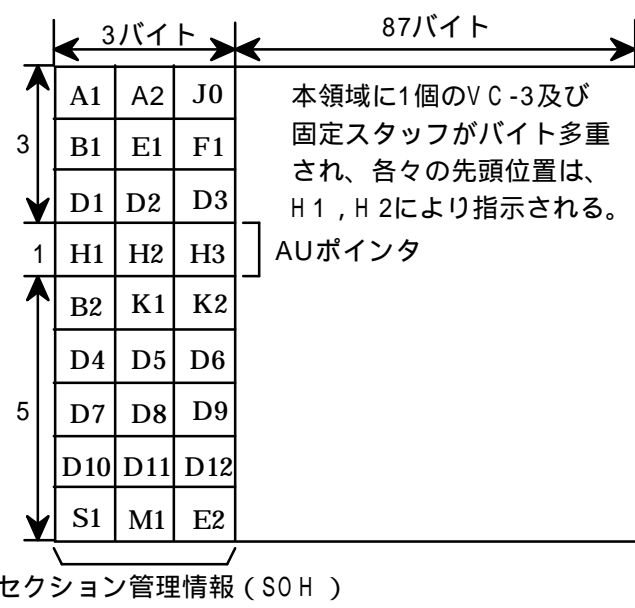 3バイト 87バイト
A1 A2 J0
本領域に1個のVC-3及び
固定スタッフがバイト多重
され、各々の先頭位置は、
H1,H2により指示される。
3
B1 E1 F1
D1 D2 D3
1
H1 H2 H3
AUポインタ
B2 K1 K2
D4 D5 D6
5
D7 D8 D9
D10 D11 D12
S1 M1 E2
セクション管理情報(SOH)